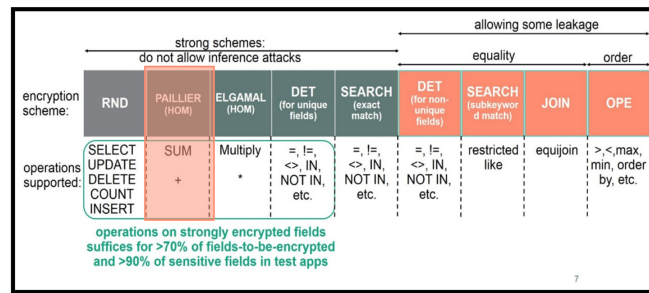 allowing some leakage
strong schemes:
do not allow inference attacks
equality
order
encryption
scheme:
RND
PAILLIER
(HOM)
ELGAMAL
(HOM)
DET
(for unique
fields)
SEARCH
(exact
match)
DET
(for non-
unique
fields)
SEARCH
(subkeywor
d match)
JOIN
OPE
operations
supported:
SELECT
UPDATE
DELETE
COUNT
INSERT
SUM
+
Multiply
*
=, !=,
<>, IN,
NOT IN,
etc.
=, !=,
<>, IN,
NOT IN,
etc.
=, !=,
<>, IN,
NOT IN,
etc.
restricted
like
equijoin
>,<,max,
min, order
by, etc.
operations on strongly encrypted fields
suffices for >70% of fields-to-be-encrypted
and >90% of sensitive fields in test apps
7